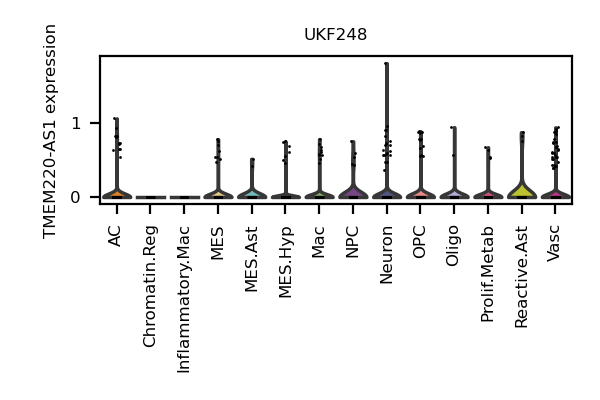 UKF248
TMEM220-AS1 expression
1
0
AC
Chromatin.Reg
Inflammatory.Mac
MES
MES.Ast
MES.Hyp
Mac
NPC
Neuron
OPC
Oligo
Prolif.Metab
Reactive.Ast
Vasc